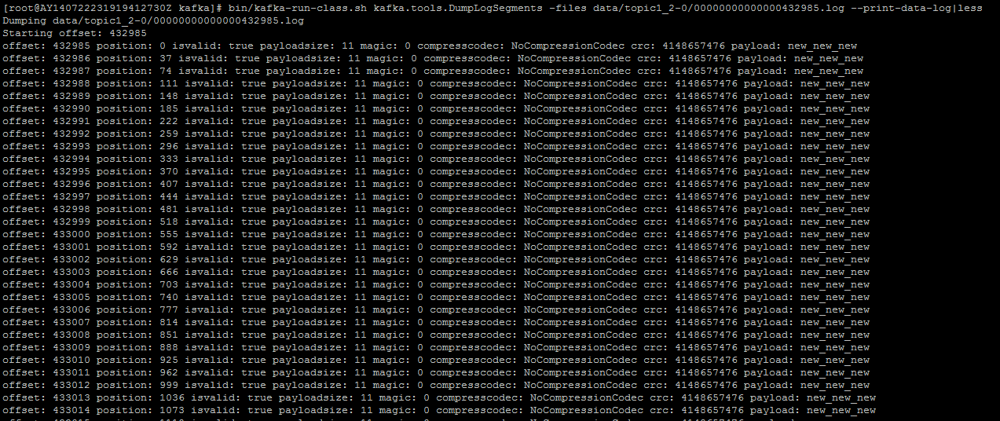 [root@AY140722231919412730Z kafka]# bin/kafka-run-class.sh kafka.tools.DumpLogSegments -files data/topic1_2-0/00000000000000432985.log --print-data-log|less
Dumping data/topic1_2-0/00000000000000432985.log
Starting offset: 432985
offset: 432985 position: 0 isvalid: true payloadsize: 11 magic: 0 compresscodec: NoCompressionCodec crc: 4148657476 payload: new_new_new
offset: 432986 position: 37 isvalid: true payloadsize: 11 magic: 0 compresscodec: NoCompressionCodec crc: 4148657476 payload: new_new_new
offset: 432987 position: 74 isvalid: true payloadsize: 11 magic: 0 compresscodec: NoCompressionCodec crc: 4148657476 payload: new_new_new
offset: 432988 position: 111 isvalid: true payloadsize: 11 magic: 0 compresscodec: NoCompressionCodec crc: 4148657476 payload: new_new_new
offset: 432989 position: 148 isvalid: true payloadsize: 11 magic: 0 compresscodec: NoCompressionCodec crc: 4148657476 payload: new_new_new
offset: 432990 position: 185 isvalid: true payloadsize: 11 magic: 0 compresscodec: NoCompressionCodec crc: 4148657476 payload: new_new_new
offset: 432991 position: 222 isvalid: true payloadsize: 11 magic: 0 compresscodec: NoCompressionCodec crc: 4148657476 payload: new_new_new
offset: 432992 position: 259 isvalid: true payloadsize: 11 magic: 0 compresscodec: NoCompressionCodec crc: 4148657476 payload: new_new_new
offset: 432993 position: 296 isvalid: true payloadsize: 11 magic: 0 compresscodec: NoCompressionCodec crc: 4148657476 payload: new_new_new
offset: 432994 position: 333 isvalid: true payloadsize: 11 magic: 0 compresscodec: NoCompressionCodec crc: 4148657476 payload: new_new_new
offset: 432995 position: 370 isvalid: true payloadsize: 11 magic: 0 compresscodec: NoCompressionCodec crc: 4148657476 payload: new_new_new
offset: 432996 position: 407 isvalid: true payloadsize: 11 magic: 0 compresscodec: NoCompressionCodec crc: 4148657476 payload: new_new_new
offset: 432997 position: 444 isvalid: true payloadsize: 11 magic: 0 compresscodec: NoCompressionCodec crc: 4148657476 payload: new_new_new
offset: 432998 position: 481 isvalid: true payloadsize: 11 magic: 0 compresscodec: NoCompressionCodec crc: 4148657476 payload: new_new_new
offset: 432999 position: 518 isvalid: true payloadsize: 11 magic: 0 compresscodec: NoCompressionCodec crc: 4148657476 payload: new_new_new
offset: 433000 position: 555 isvalid: true payloadsize: 11 magic: 0 compresscodec: NoCompressionCodec crc: 4148657476 payload: new_new_new
offset: 433001 position: 592 isvalid: true payloadsize: 11 magic: 0 compresscodec: NoCompressionCodec crc: 4148657476 payload: new_new_new
offset: 433002 position: 629 isvalid: true payloadsize: 11 magic: 0 compresscodec: NoCompressionCodec crc: 4148657476 payload: new_new_new
offset: 433003 position: 666 isvalid: true payloadsize: 11 magic: 0 compresscodec: NoCompressionCodec crc: 4148657476 payload: new_new_new
offset: 433004 position: 703 isvalid: true payloadsize: 11 magic: 0 compresscodec: NoCompressionCodec crc: 4148657476 payload: new_new_new
offset: 433005 position: 740 isvalid: true payloadsize: 11 magic: 0 compresscodec: NoCompressionCodec crc: 4148657476 payload: new_new_new
offset: 433006 position: 777 isvalid: true payloadsize: 11 magic: 0 compresscodec: NoCompressionCodec crc: 4148657476 payload: new_new_new
offset: 433007 position: 814 isvalid: true payloadsize: 11 magic: 0 compresscodec: NoCompressionCodec crc: 4148657476 payload: new_new_new
offset: 433008 position: 851 isvalid: true payloadsize: 11 magic: 0 compresscodec: NoCompressionCodec crc: 4148657476 payload: new_new_new
offset: 433009 position: 888 isvalid: true payloadsize: 11 magic: 0 compresscodec: NoCompressionCodec crc: 4148657476 payload: new_new_new
offset: 433010 position: 925 isvalid: true payloadsize: 11 magic: 0 compresscodec: NoCompressionCodec crc: 4148657476 payload: new_new_new
offset: 433011 position: 962 isvalid: true payloadsize: 11 magic: 0 compresscodec: NoCompressionCodec crc: 4148657476 payload: new_new_new
offset: 433012 position: 999 isvalid: true payloadsize: 11 magic: 0 compresscodec: NoCompressionCodec crc: 4148657476 payload: new_new_new
offset: 433013 position: 1036 isvalid: true payloadsize: 11 magic: 0 compresscodec: NoCompressionCodec crc: 4148657476 payload: new_new_new
offset: 433014 position: 1073 isvalid: true payloadsize: 11 magic: 0 compresscodec: NoCompressionCodec crc: 4148657476 payload: new_new_new